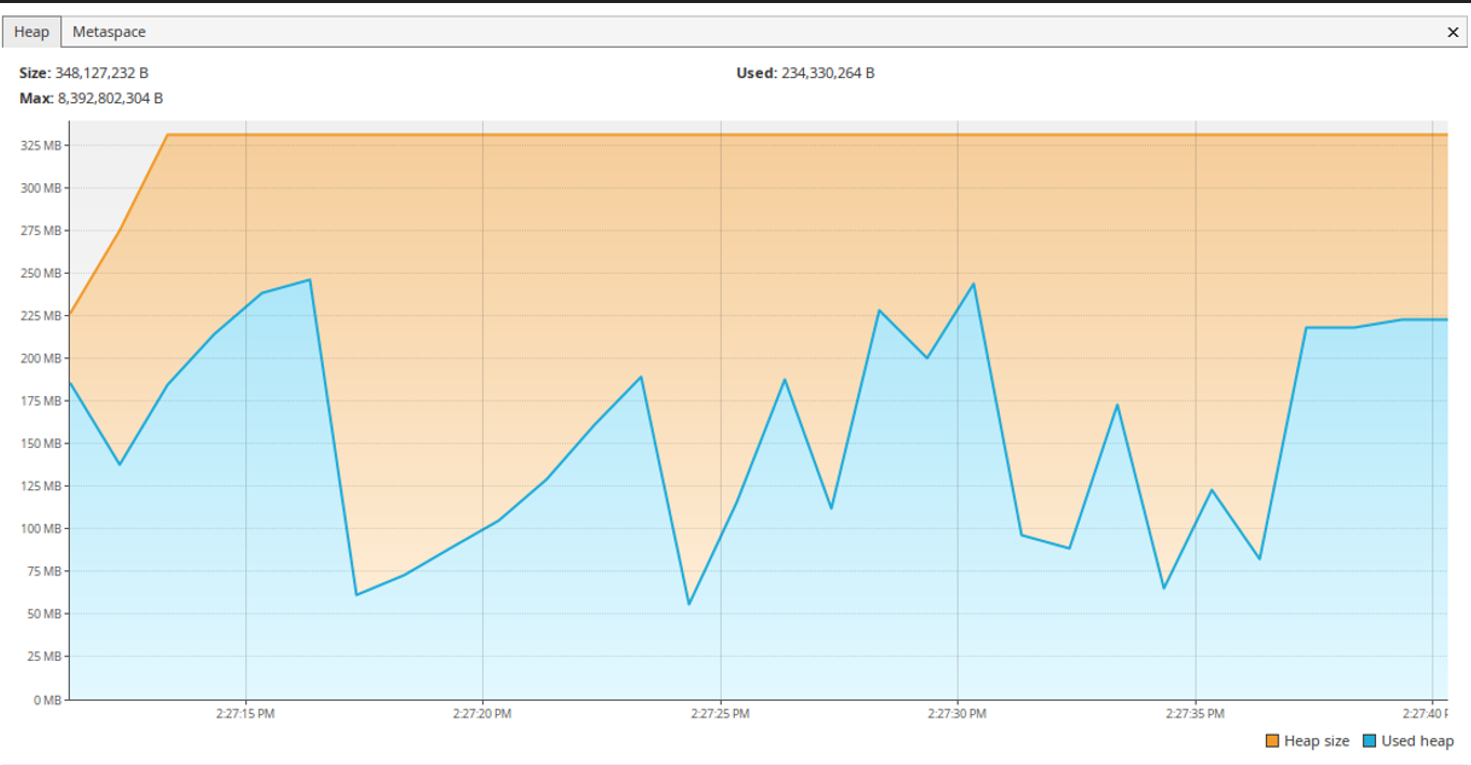 Heap Metaspace ×
Size: 348,127,232 B Used: 234,330,264 B
Max: 8,392,802,304 B
325 MB
300 MB
275 MB
250 MB
225 MB
200 MB
175 MB
150 MB
125 MB
100 MB
75 MB
50 MB
25 MB
0 MB
2:27:15 PM 2:27:20 PM 2:27:25 PM 2:27:30 PM 2:27:35 PM 2:27:40 P
Heap size Used heap